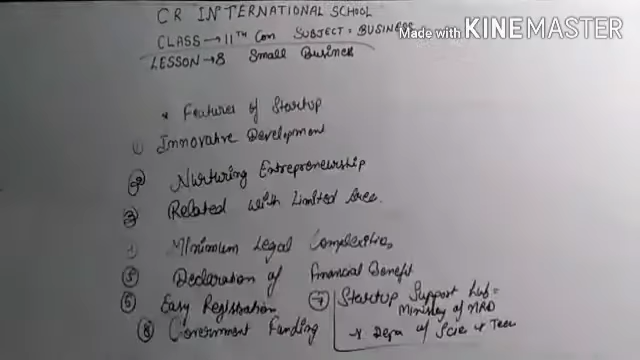 CR INTERNATIONAL SCHOOL
CLASS → 11TH Com SUBJECT = BUSINESS
Made with KINEMASTER
LESSON → 8 Small Busines
* Features of Startup
① Innovative Development
② Nurturing Entrepreneurship
③ Related with Limited Area
④ Minimum Legal Complexities
⑤ Declaration of Financial Benefit
⑥ Easy Registration
⑦ Startup Support hub =
Ministry of MRD
* Depa of Scie & Tech
⑧ Government Funding